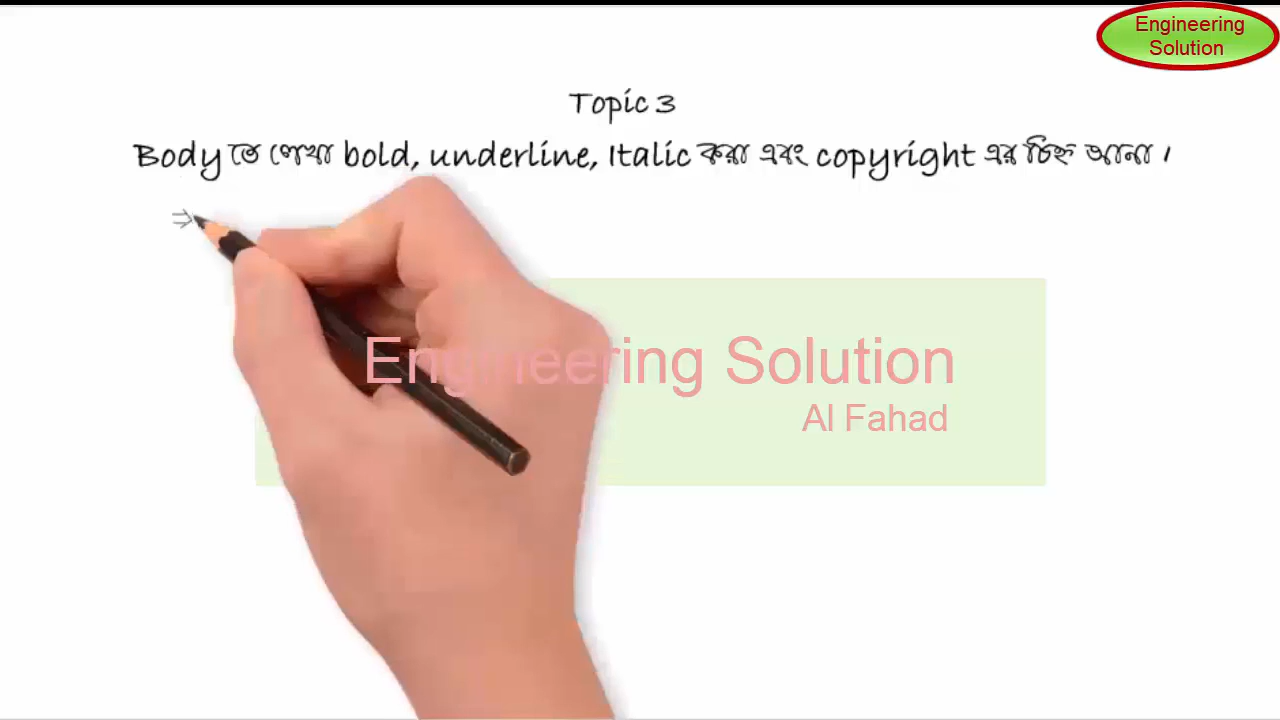 Engineering
Solution
Topic 3
Body তে লেখা bold, underline, Italic করা এবং copyright এর চিহ্ন আনা ।
⇒
Engineering Solution
Al Fahad